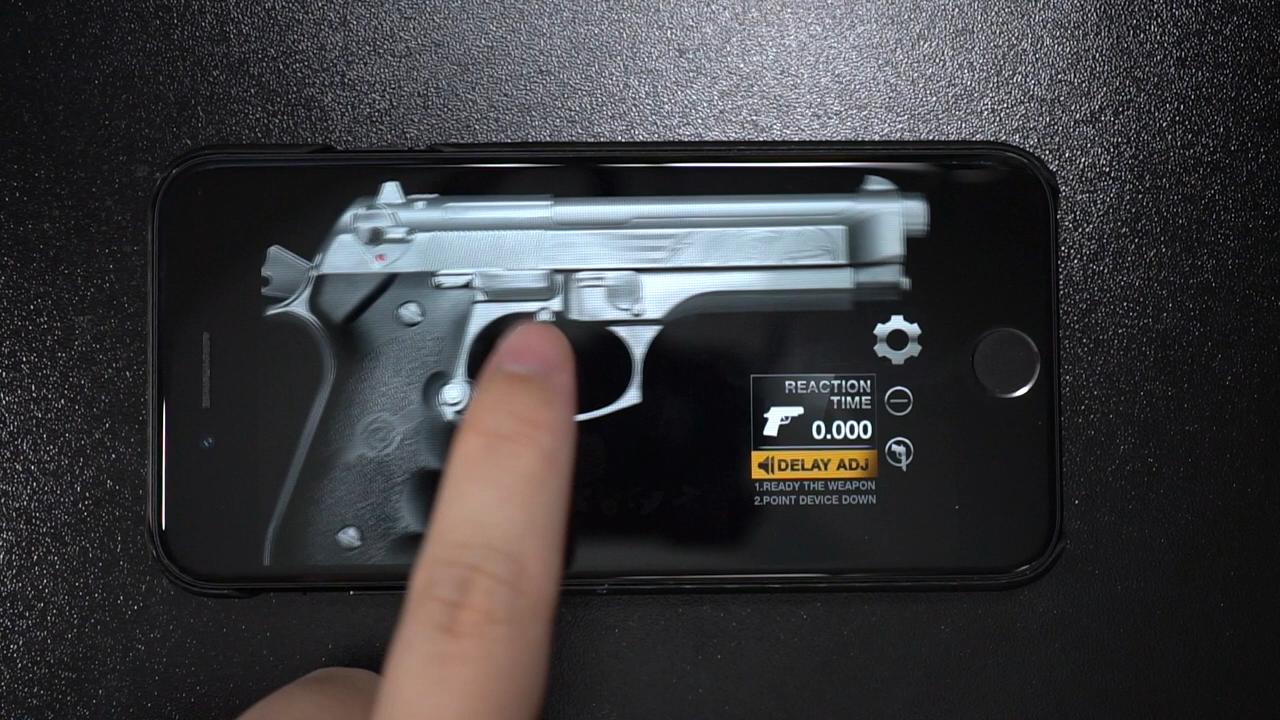 REACTION
TIME
0.000
DELAY ADJ
1.READY THE WEAPON
2.POINT DEVICE DOWN